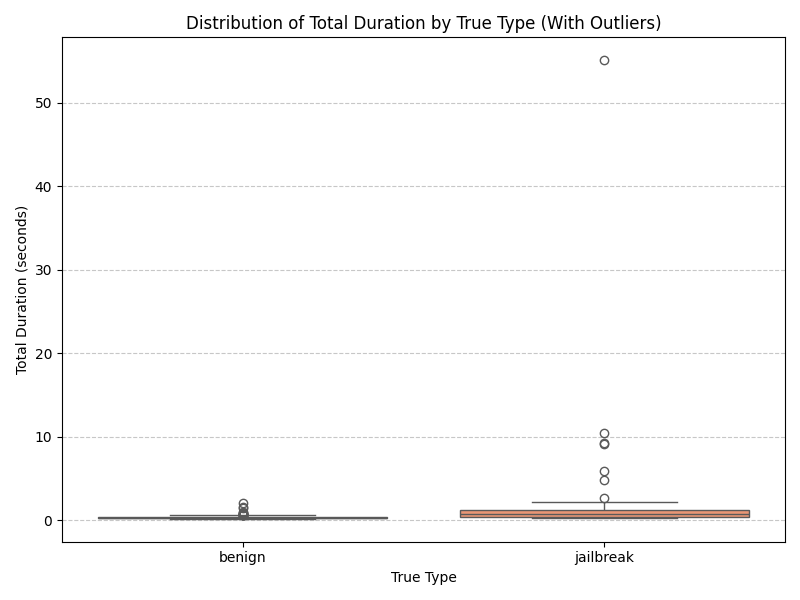 Distribution of Total Duration by True Type (With Outliers)
Total Duration (seconds)
50
40
30
20
10
0
benign
jailbreak
True Type